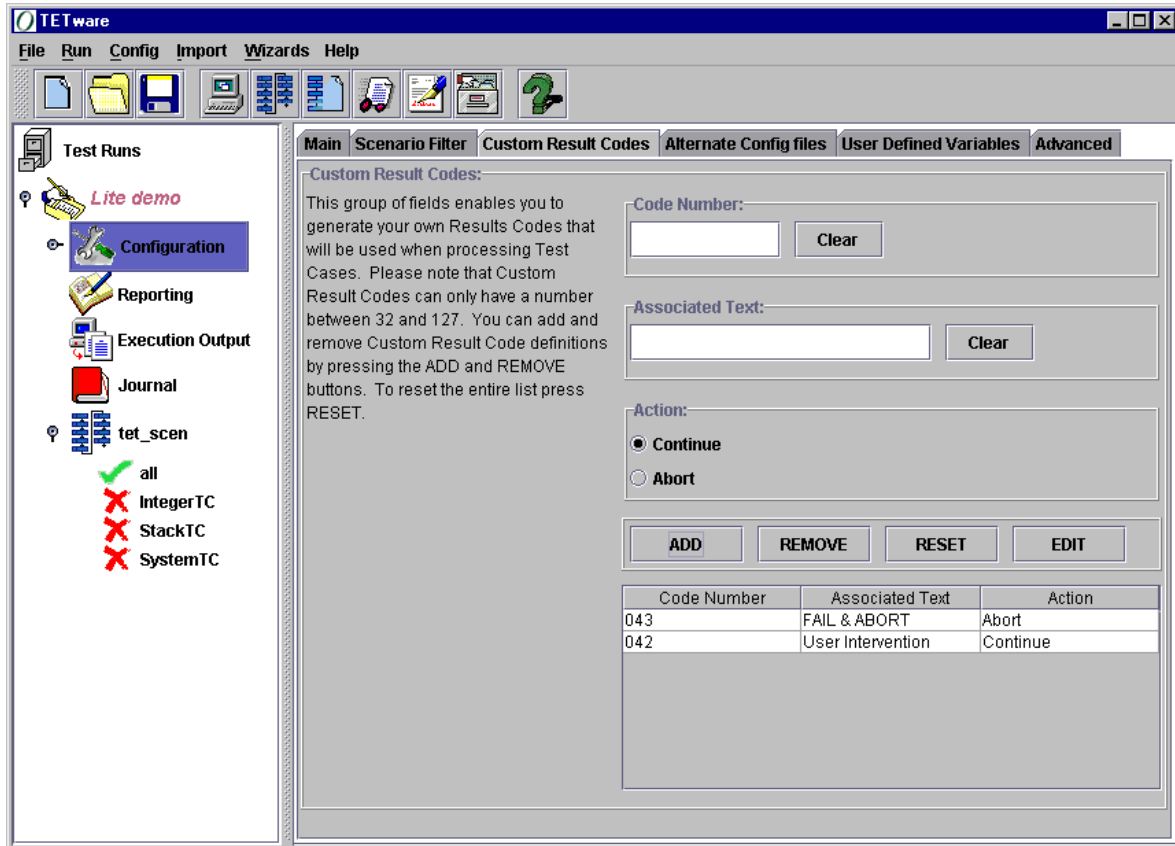 TETware
File Run Config Import Wizards Help
Test Runs
Lite demo
Configuration
Reporting
Execution Output
Journal
tet_scen
all
IntegerTC
StackTC
SystemTC
Main Scenario Filter Custom Result Codes Alternate Config files User Defined Variables Advanced
Custom Result Codes:
This group of fields enables you to
generate your own Results Codes that
will be used when processing Test
Cases. Please note that Custom
Result Codes can only have a number
between 32 and 127. You can add and
remove Custom Result Code definitions
by pressing the ADD and REMOVE
buttons. To reset the entire list press
RESET.
Code Number:
Clear
Associated Text:
Clear
Action:
Continue
Abort
ADD REMOVE RESET EDIT
Code Number Associated Text Action
043 FAIL & ABORT Abort
042 User Intervention Continue